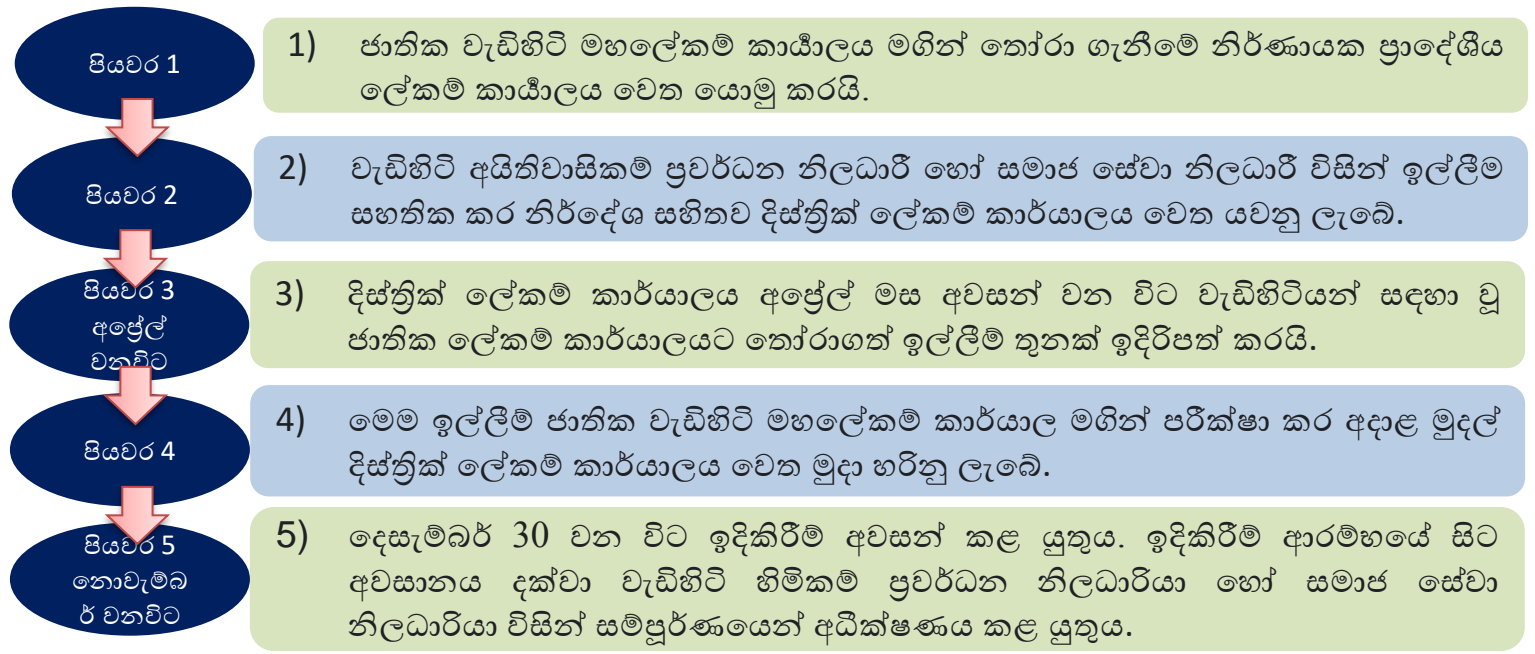 පියවර 1
1) ජාතික වැඩිහිටි මහලේකම් කාර්‍යාලය මගින් තෝරා ගැනීමේ නිර්ණායක ප්‍රාදේශීය
ලේකම් කාර්‍යාලය වෙත යොමු කරයි.
පියවර 2
2) වැඩිහිටි අයිතිවාසිකම් ප්‍රවර්ධන නිලධාරී හෝ සමාජ සේවා නිලධාරී විසින් ඉල්ලීම
සහතික කර නිර්දේශ සහිතව දිස්ත්‍රික් ලේකම් කාර්යාලය වෙත යවනු ලැබේ.
පියවර 3
අප්‍රේල්
වනවිට
3) දිස්ත්‍රික් ලේකම් කාර්යාලය අප්‍රේල් මස අවසන් වන විට වැඩිහිටියන් සඳහා වූ
ජාතික ලේකම් කාර්යාලයට තෝරාගත් ඉල්ලීම් තුනක් ඉදිරිපත් කරයි.
පියවර 4
4) මෙම ඉල්ලීම් ජාතික වැඩිහිටි මහලේකම් කාර්යාල මගින් පරීක්ෂා කර අදාළ මුදල්
දිස්ත්‍රික් ලේකම් කාර්යාලය වෙත මුදා හරිනු ලැබේ.
පියවර 5
නොවැම්බ
ර් වනවිට
5) දෙසැම්බර් 30 වන විට ඉදිකිරීම් අවසන් කළ යුතුය. ඉදිකිරීම් ආරම්භයේ සිට
අවසානය දක්වා වැඩිහිටි හිමිකම් ප්‍රවර්ධන නිලධාරියා හෝ සමාජ සේවා
නිලධාරියා විසින් සම්පූර්ණයෙන් අධීක්ෂණය කළ යුතුය.